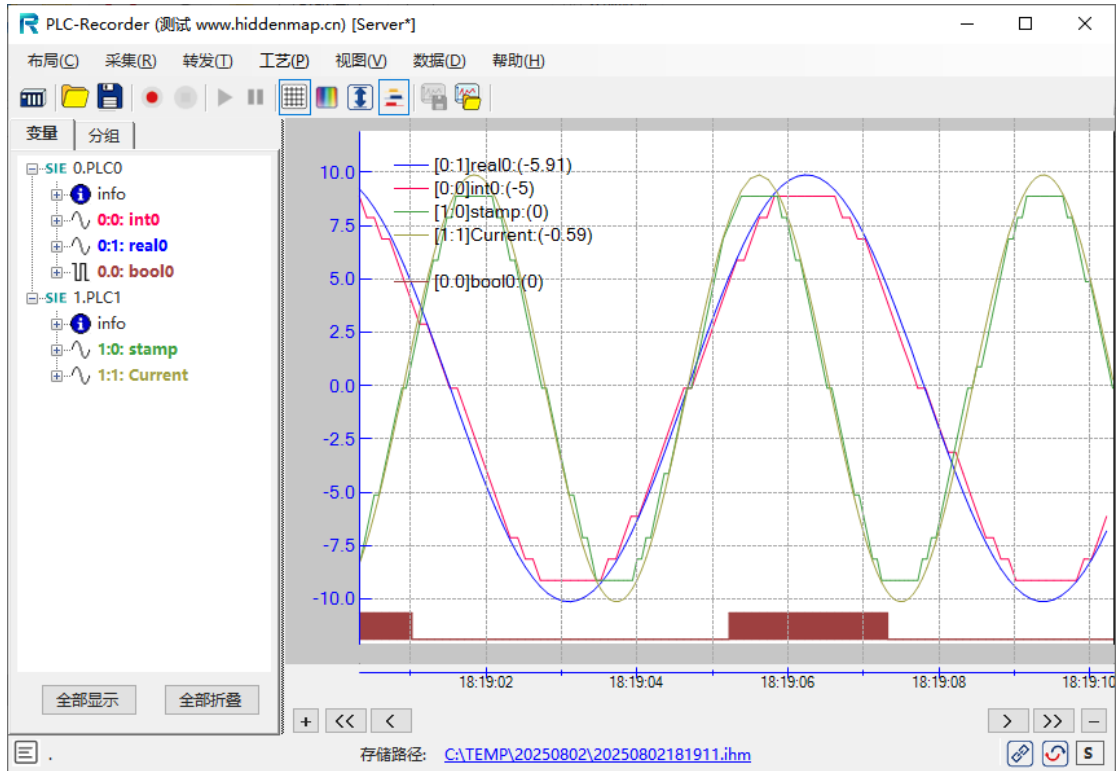 PLC-Recorder (测试 www.hiddenmap.cn) [Server*]
布局(C) 采集(R) 转发(T) 工艺(P) 视图(V) 数据(D) 帮助(H)
变量 分组
SIE 0.PLC0
info
0:0: int0
0:1: real0
0.0: bool0
SIE 1.PLC1
info
1:0: stamp
1:1: Current
全部显示 全部折叠
[0:1]real0:(-5.91)
[0:0]int0:(-5)
[1:0]stamp:(0)
[1:1]Current:(-0.59)
[0.0]bool0:(0)
10.0
7.5
5.0
2.5
0.0
-2.5
-5.0
-7.5
-10.0
18:19:02 18:19:04 18:19:06 18:19:08 18:19:10
+ << < > >> −
. 存储路径: C:\TEMP\20250802\20250802181911.ihm S